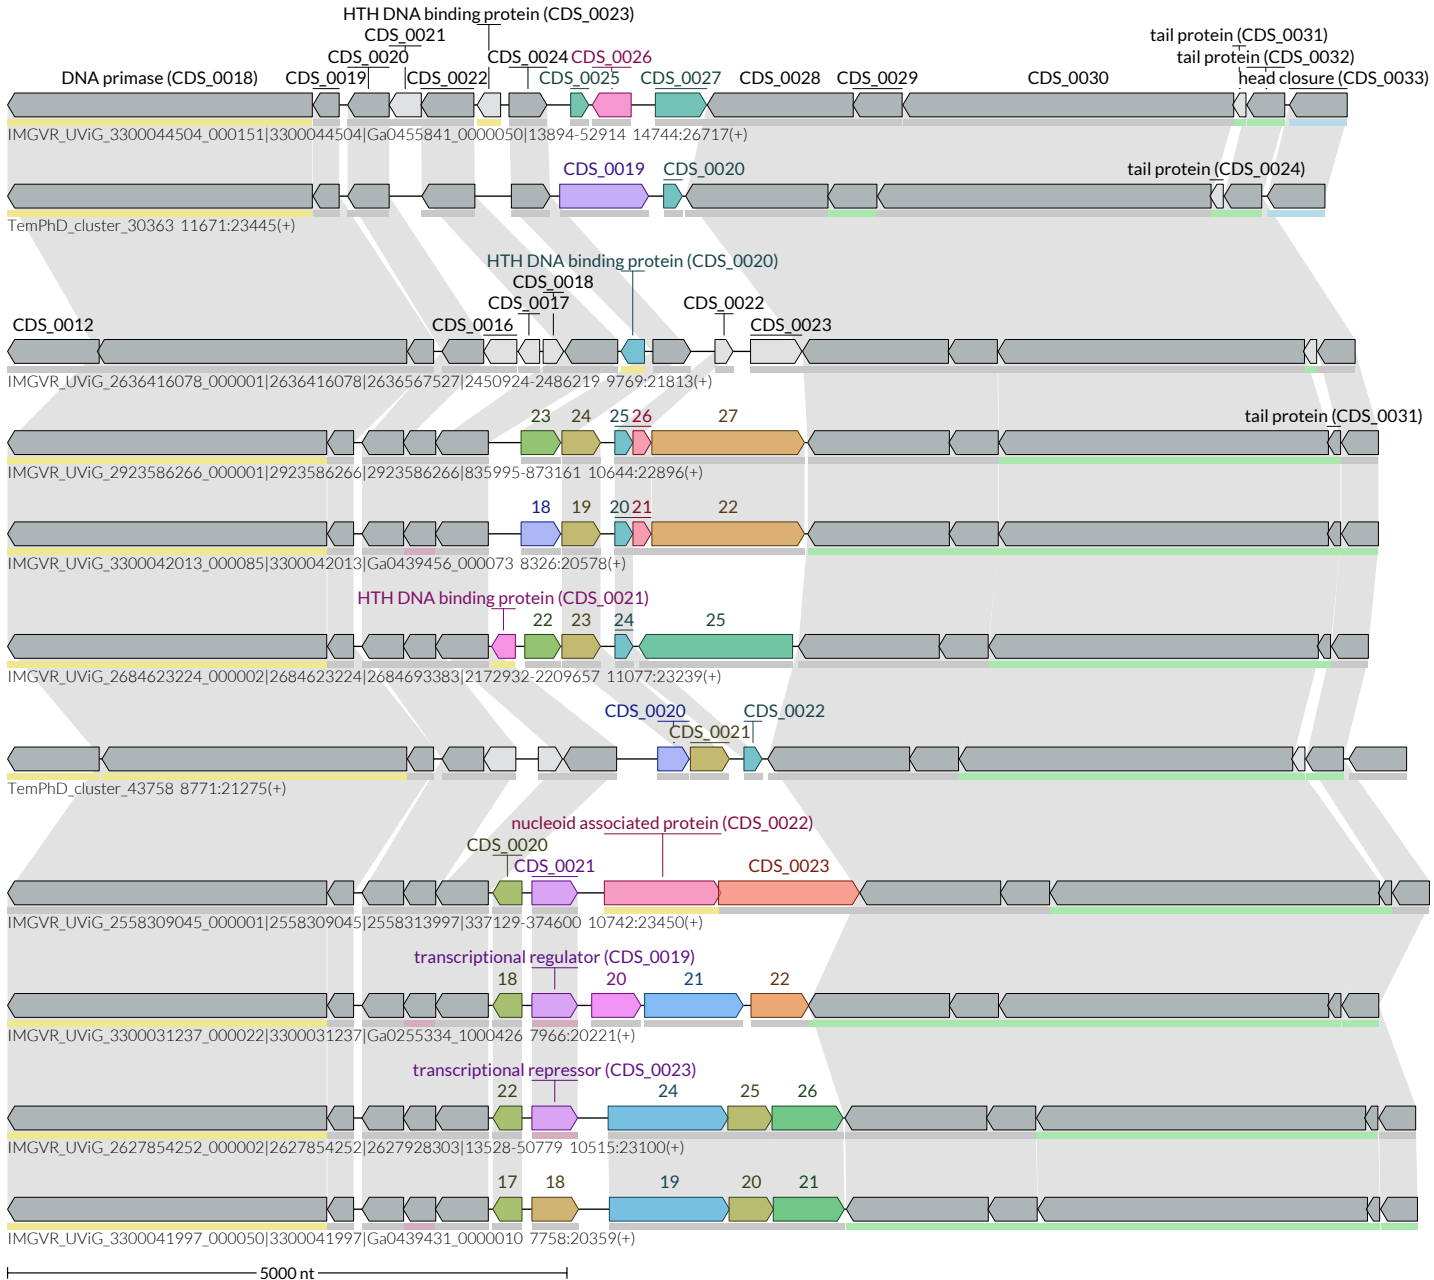 HTH DNA binding protein (CDS_0023)
CDS_0021
tail protein (CDS_0031)
CDS_0020
CDS_0024
CDS_0026
tail protein (CDS_0032)
DNA primase (CDS_0018)
CDS_0019
CDS_0022
CDS_0025
CDS_0027
CDS_0028
CDS_0029
CDS_0030
head closure (CDS_0033)
IMGVR_UViG_3300044504_000151|3300044504|Ga0455841_0000050|13894-52914 14744:26717(+)
CDS_0019
CDS_0020
tail protein (CDS_0024)
TemPhD_cluster_30363 11671:23445(+)
HTH DNA binding protein (CDS_0020)
CDS_0018
CDS_0017
CDS_0022
CDS_0012
CDS_0016
CDS_0023
IMGVR_UViG_2636416078_000001|2636416078|2636567527|2450924-2486219 9769:21813(+)
23 24 25 26 27
tail protein (CDS_0031)
IMGVR_UViG_2923586266_000001|2923586266|2923586266|835995-873161 10644:22896(+)
18 19 20 21 22
IMGVR_UViG_3300042013_000085|3300042013|Ga0439456_000073 8326:20578(+)
HTH DNA binding protein (CDS_0021)
22 23 24 25
IMGVR_UViG_2684623224_000002|2684623224|2684693383|2172932-2209657 11077:23239(+)
CDS_0020
CDS_0022
CDS_0021
TemPhD_cluster_43758 8771:21275(+)
nucleoid associated protein (CDS_0022)
CDS_0020
CDS_0021
CDS_0023
IMGVR_UViG_2558309045_000001|2558309045|2558313997|337129-374600 10742:23450(+)
transcriptional regulator (CDS_0019)
18 20 21 22
IMGVR_UViG_3300031237_000022|3300031237|Ga0255334_1000426 7966:20221(+)
transcriptional repressor (CDS_0023)
22 24 25 26
IMGVR_UViG_2627854252_000002|2627854252|2627928303|13528-50779 10515:23100(+)
17 18 19 20 21
IMGVR_UViG_3300041997_000050|3300041997|Ga0439431_0000010 7758:20359(+)
5000 nt